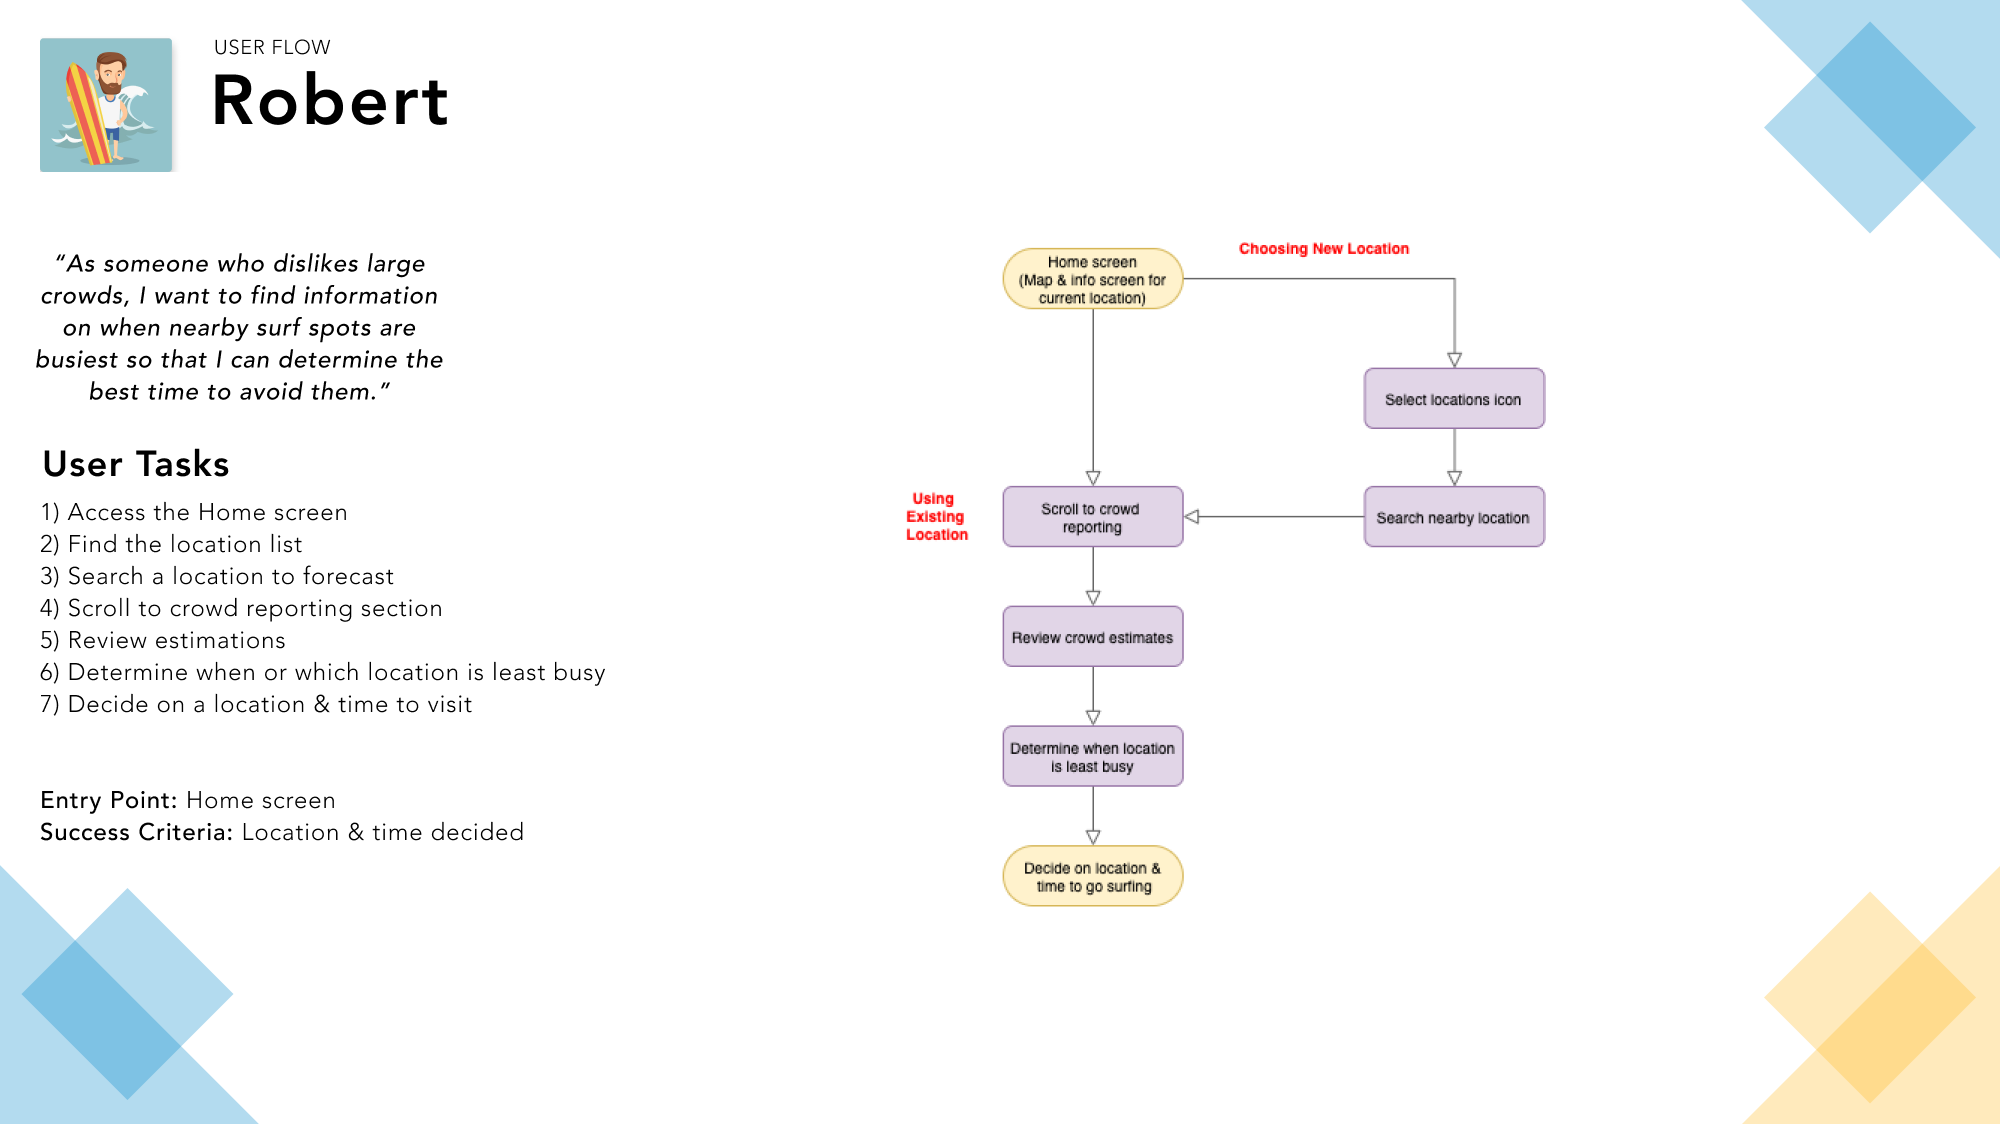 USER FLOW
Robert
“As someone who dislikes large
crowds, I want to find information
on when nearby surf spots are
busiest so that I can determine the
best time to avoid them.”
User Tasks
1) Access the Home screen
2) Find the location list
3) Search a location to forecast
4) Scroll to crowd reporting section
5) Review estimations
6) Determine when or which location is least busy
7) Decide on a location & time to visit
Entry Point: Home screen
Success Criteria: Location & time decided
Home screen
(Map & info screen for
current location)
Choosing New Location
Select locations icon
Search nearby location
Using
Existing
Location
Scroll to crowd
reporting
Review crowd estimates
Determine when location
is least busy
Decide on location &
time to go surfing